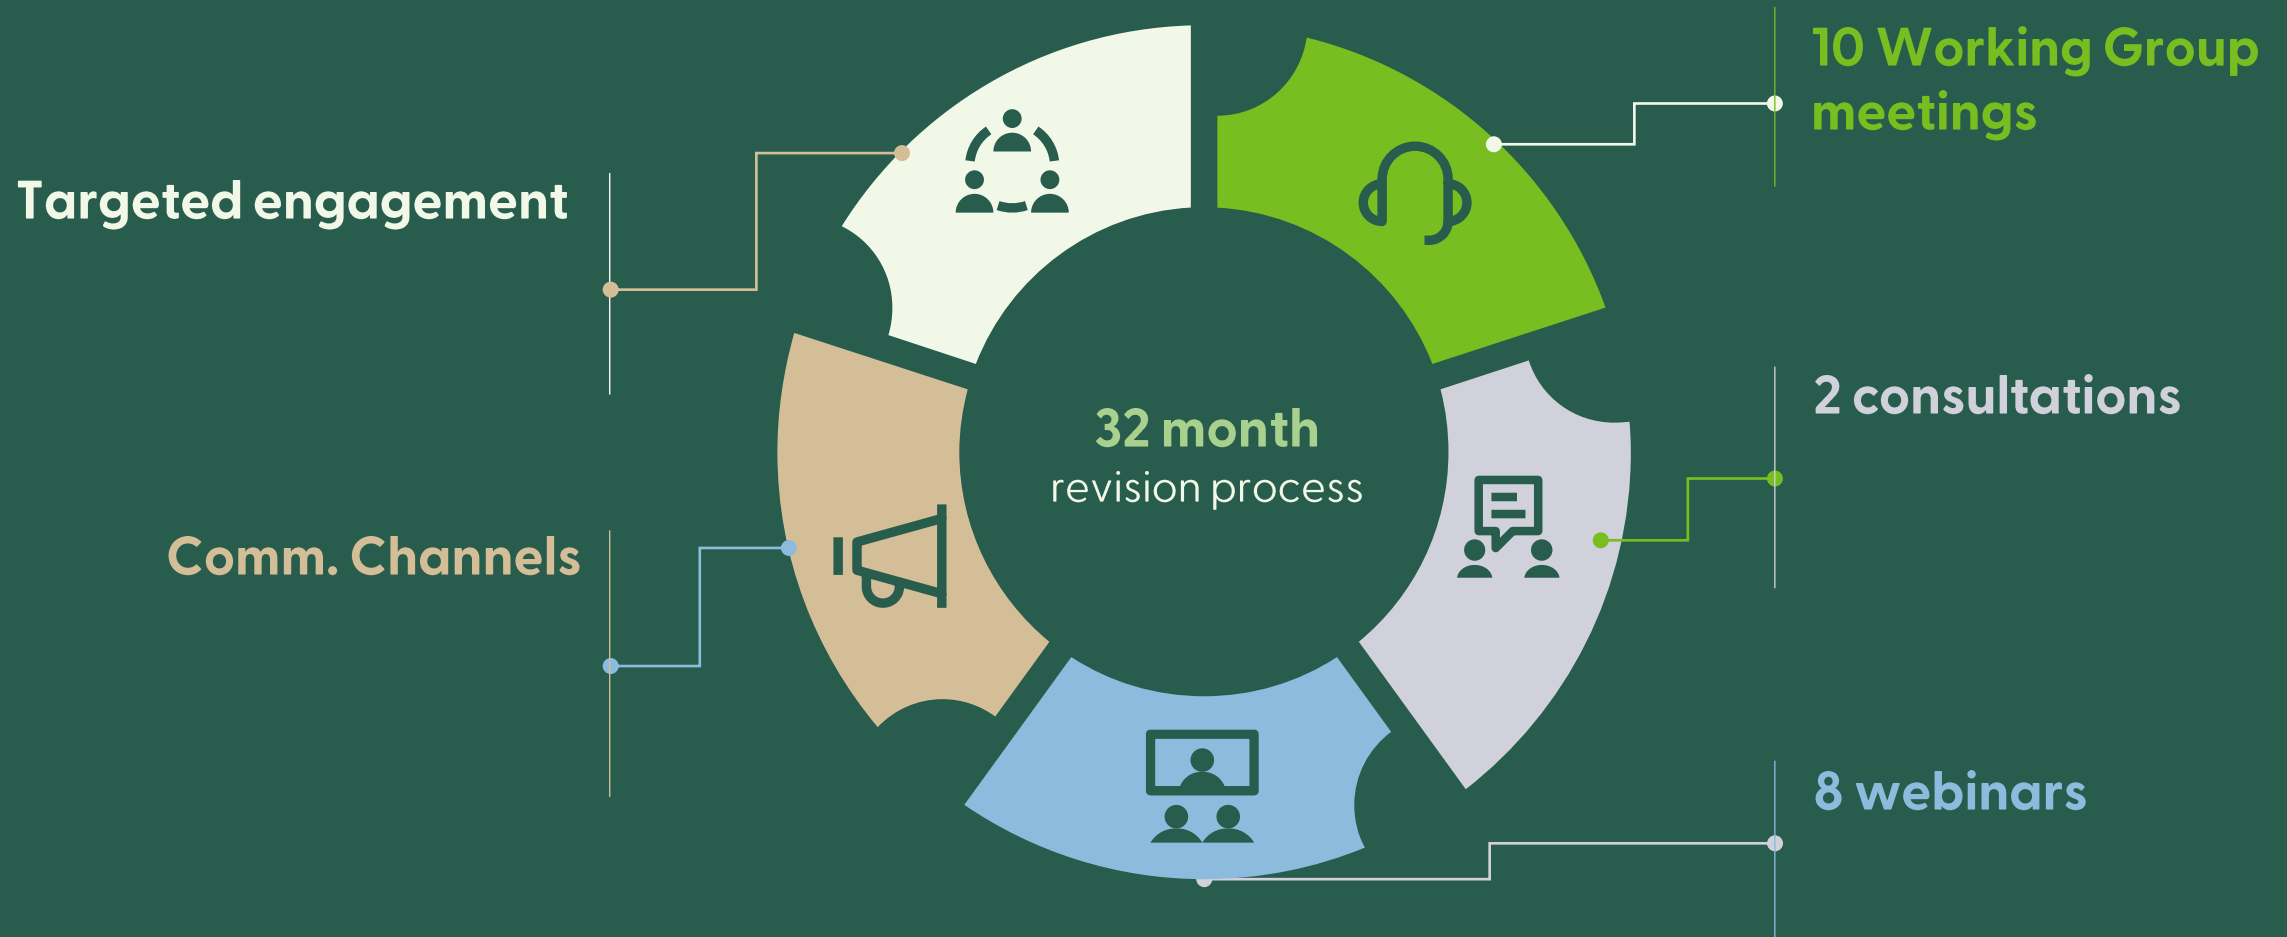 10 Working Group
meetings
Targeted engagement
2 consultations
32 month
revision process
Comm. Channels
8 webinars